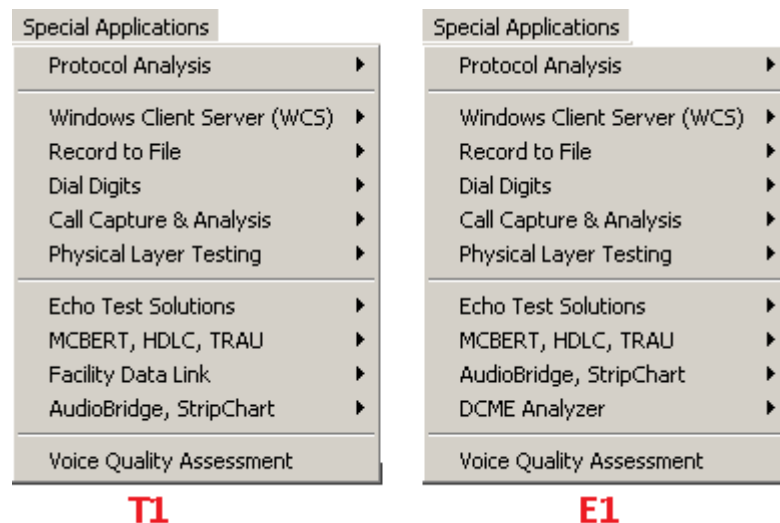 Special Applications
Protocol Analysis
Windows Client Server (WCS)
Record to File
Dial Digits
Call Capture & Analysis
Physical Layer Testing
Echo Test Solutions
MCBERT, HDLC, TRAU
Facility Data Link
AudioBridge, StripChart
Voice Quality Assessment
T1
Special Applications
Protocol Analysis
Windows Client Server (WCS)
Record to File
Dial Digits
Call Capture & Analysis
Physical Layer Testing
Echo Test Solutions
MCBERT, HDLC, TRAU
AudioBridge, StripChart
DCME Analyzer
Voice Quality Assessment
E1